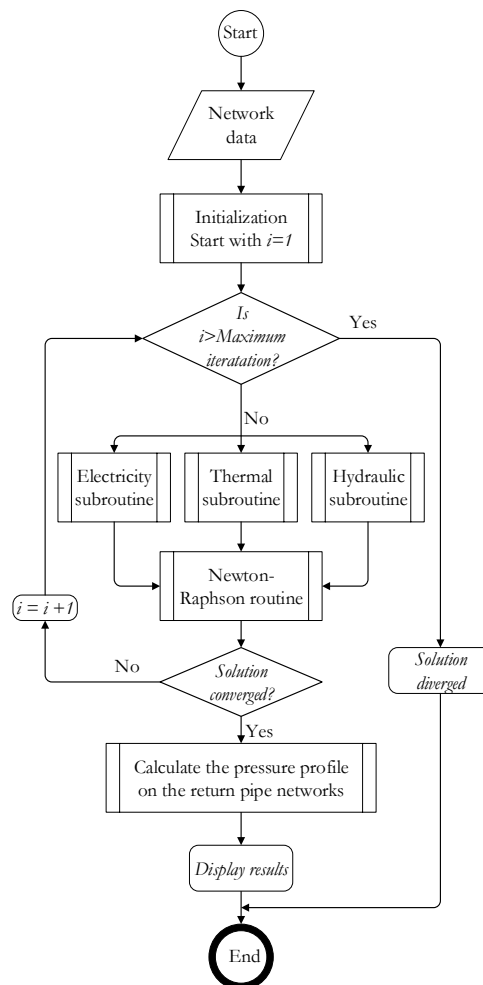 Start
Network
data
Initialization
Start with i=1
Is
i>Maximum
iteratation?
Yes
No
Electricity
subroutine
Thermal
subroutine
Hydraulic
subroutine
Newton-
Raphson routine
i = i +1
No
Solution
converged?
Solution
diverged
Yes
Calculate the pressure profile
on the return pipe networks
Display results
End